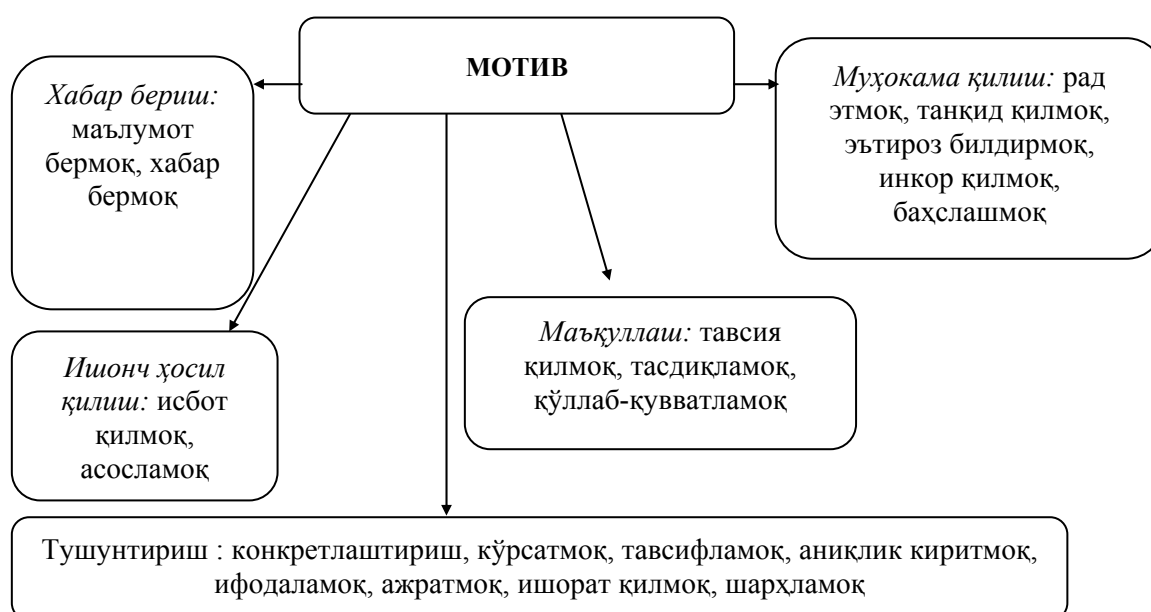 МОТИВ
Хабар бериш:
маълумот
бермоқ, хабар
бермоқ
Муҳокама қилиш: рад
этмоқ, танқид қилмоқ,
эътироз билдирмоқ,
инкор қилмоқ,
баҳслашмоқ
Ишонч ҳосил
қилиш: исбот
қилмоқ,
асосламоқ
Маъқуллаш: тавсия
қилмоқ, тасдиқламоқ,
қўллаб-қувватламоқ
Тушунтириш : конкретлаштириш, кўрсатмоқ, тавсифламоқ, аниқлик киритмоқ,
ифодаламоқ, ажратмоқ, ишорат қилмоқ, шарҳламоқ